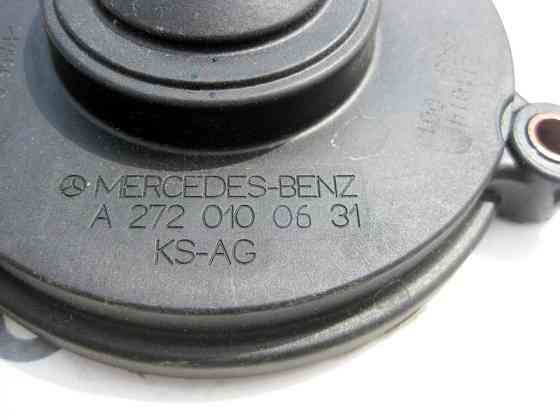 MERCEDES-BENZ
A 272 010 06 31
KS-AG